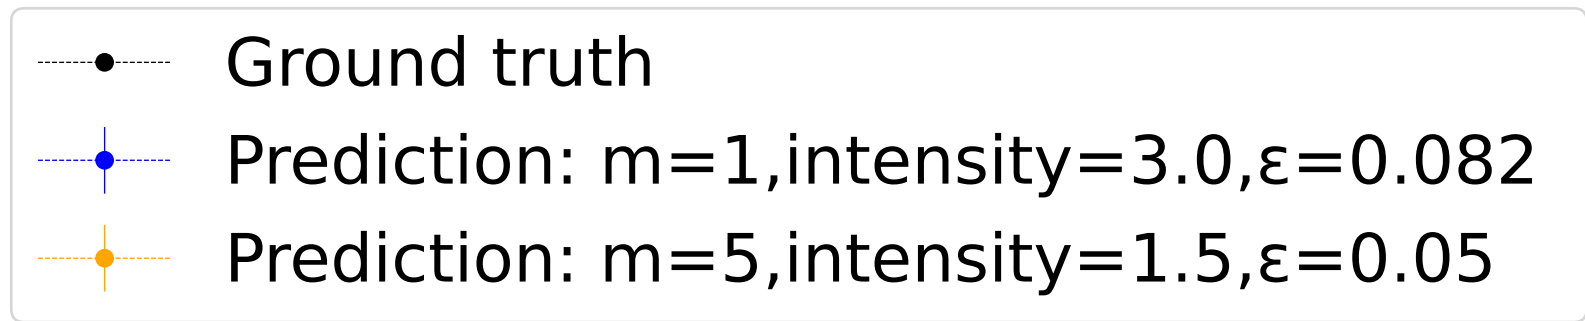 Ground truth
Prediction: m=1,intensity=3.0,ε=0.082
Prediction: m=5,intensity=1.5,ε=0.05